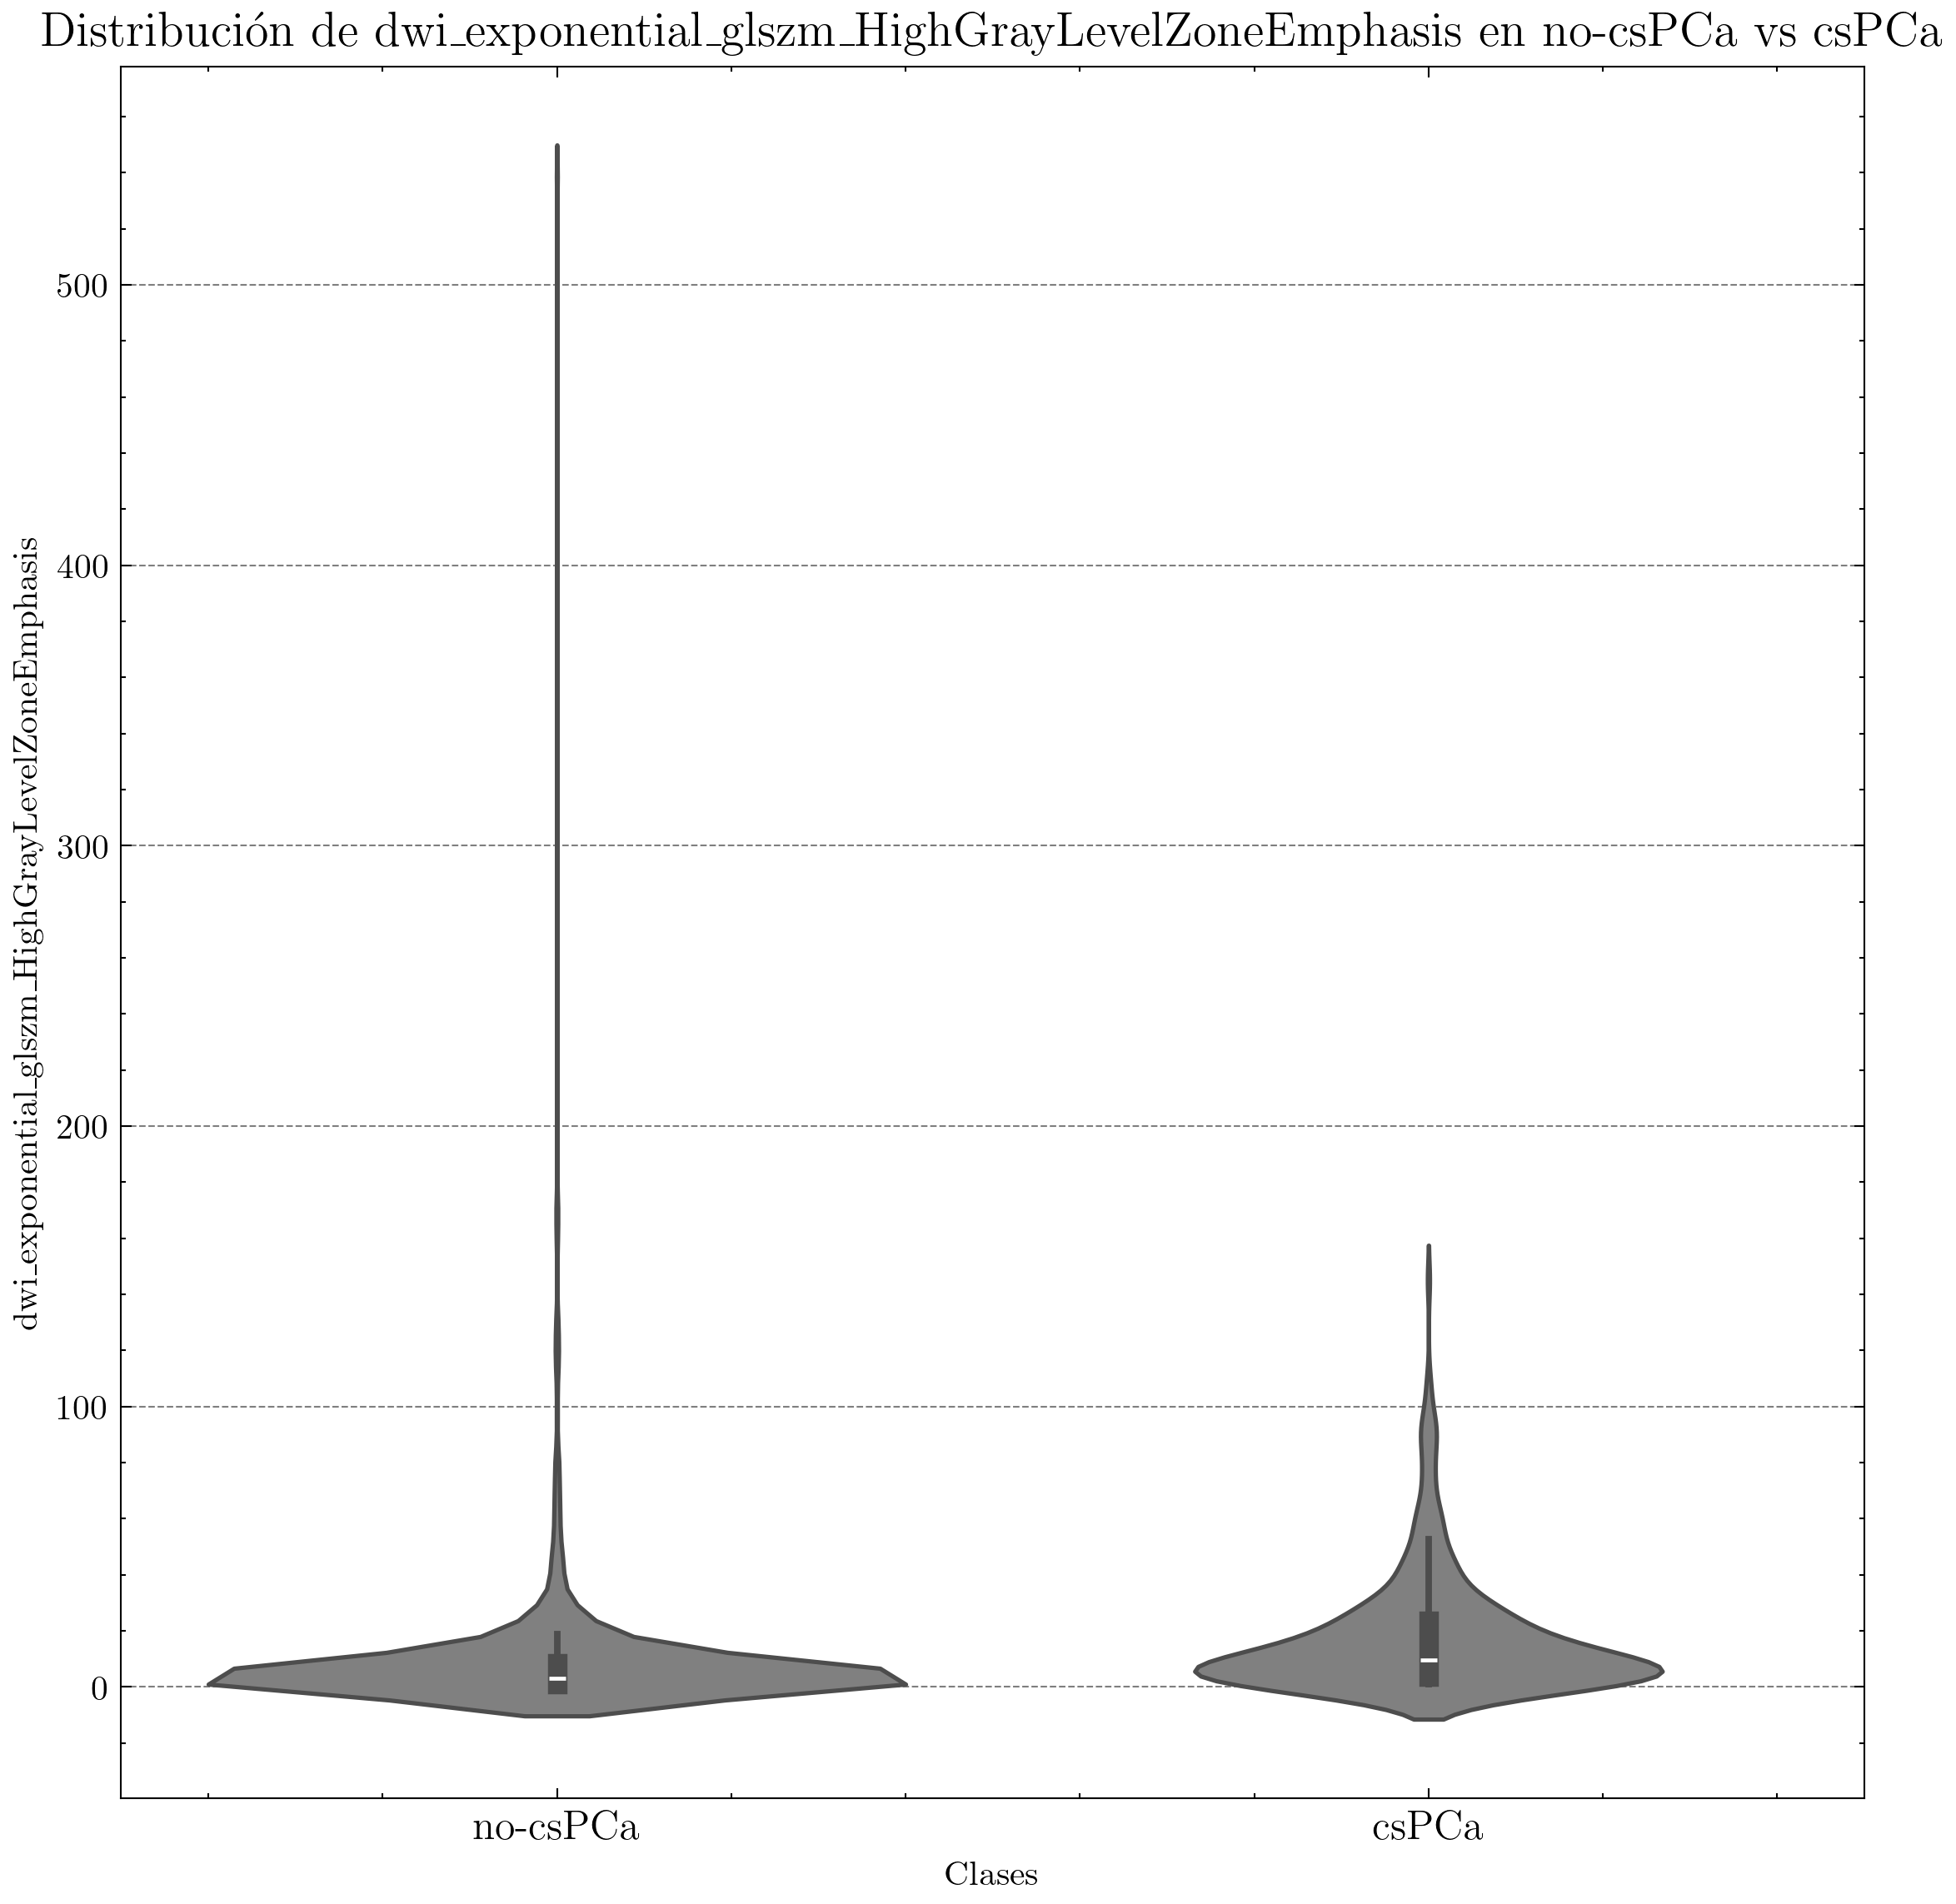 Distribución de dwi_exponential_glszm_HighGrayLevelZoneEmphasis en no-csPCa vs csPCa
dwi_exponential_glszm_HighGrayLevelZoneEmphasis
500
400
300
200
100
0
no-csPCa
csPCa
Clases